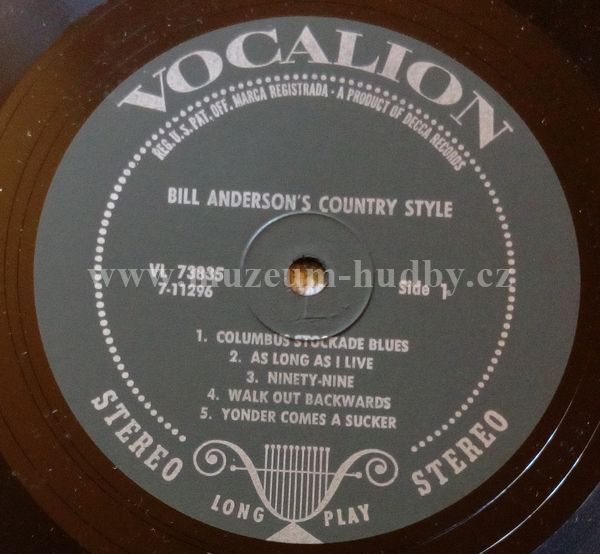 VOCALION
REG. U.S. PAT. OFF. MARCA REGISTRADA · A PRODUCT OF DECCA RECORDS
BILL ANDERSON'S COUNTRY STYLE
VL 73835
7-11296
Side 1
www.muzeum-hudby.cz
1. COLUMBUS STOCKADE BLUES
2. AS LONG AS I LIVE
3. NINETY-NINE
4. WALK OUT BACKWARDS
5. YONDER COMES A SUCKER
STEREO
LONG PLAY
STEREO